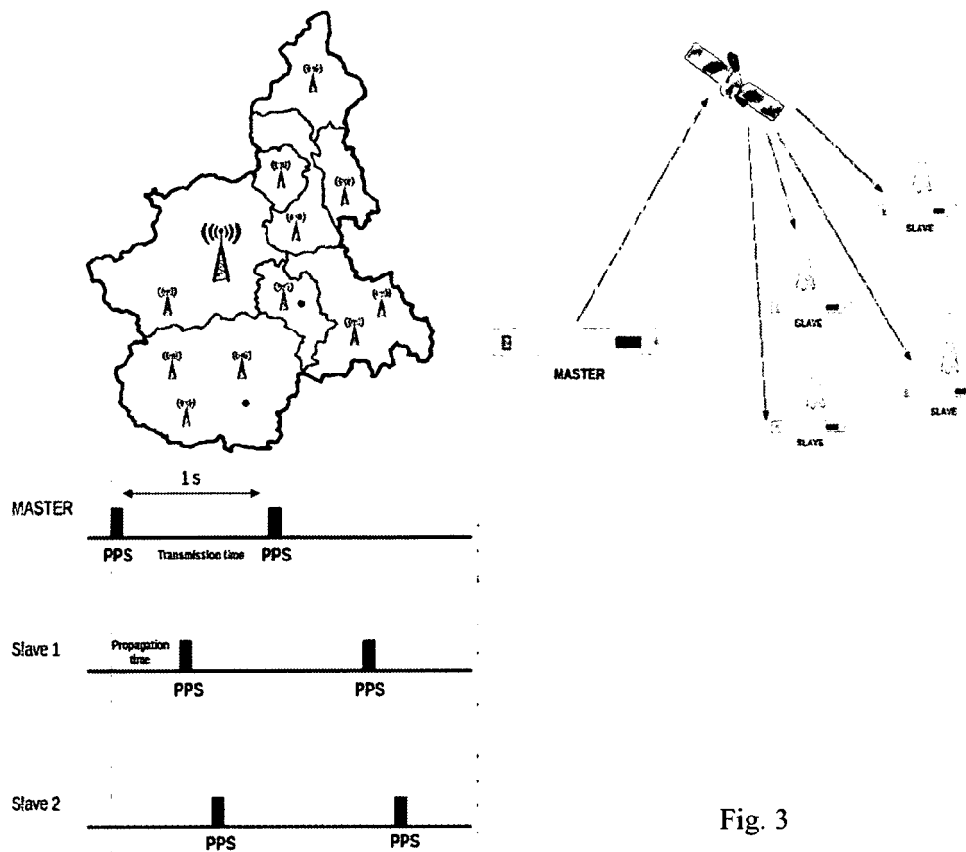 SLAVE
GLAVE
MASTER
SLAVE
SLAVE
1 s
MASTER
PPS
Transmission time
PPS
Slave 1
Propagation
time
PPS
PPS
Slave 2
PPS
PPS
Fig. 3